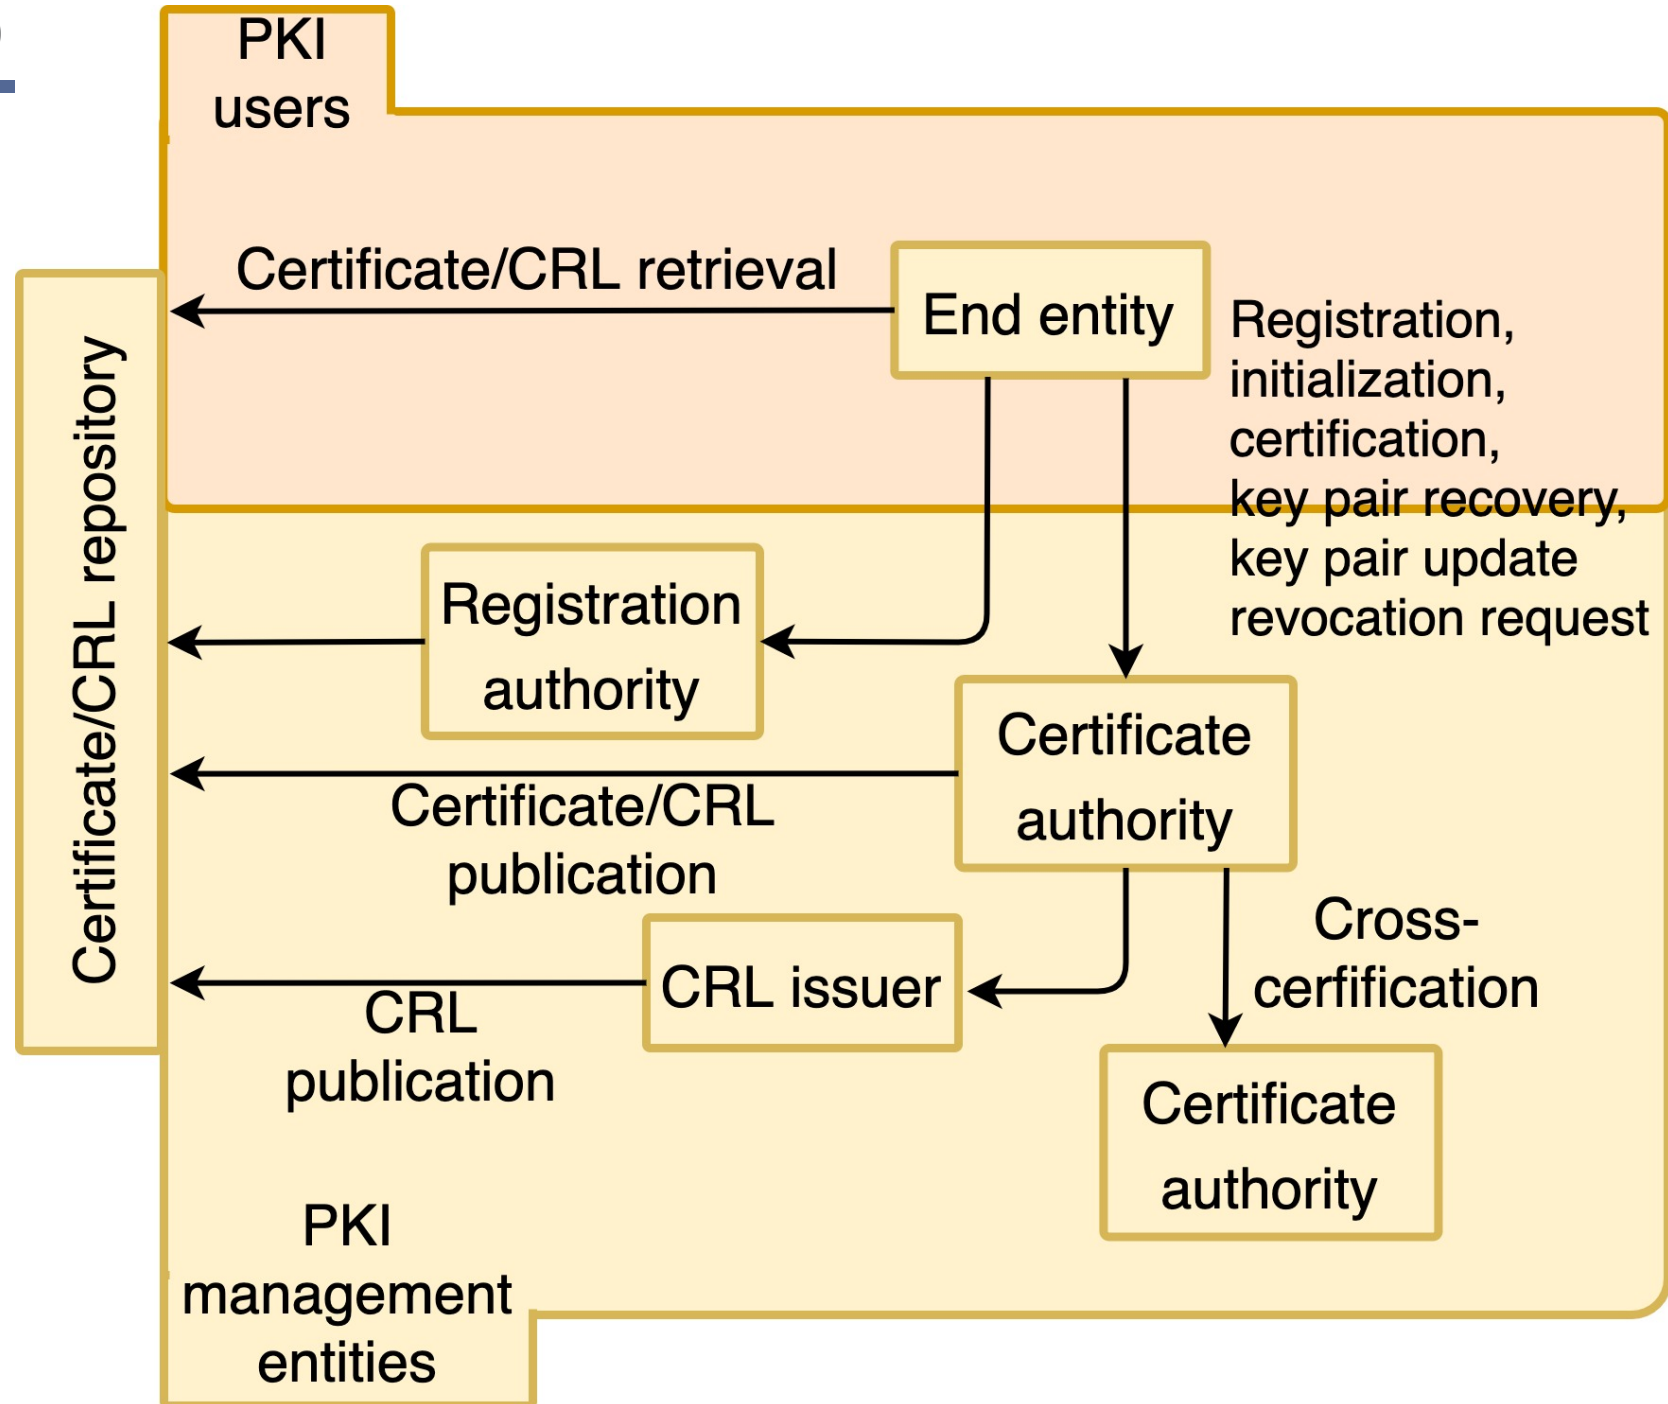 PKI
users
Certificate/CRL retrieval
End entity
Registration,
initialization,
certification,
key pair recovery,
key pair update
revocation request
Certificate/CRL repository
Registration
authority
Certificate
authority
Certificate/CRL
publication
CRL issuer
CRL
publication
Cross-
cerfification
Certificate
authority
PKI
management
entities